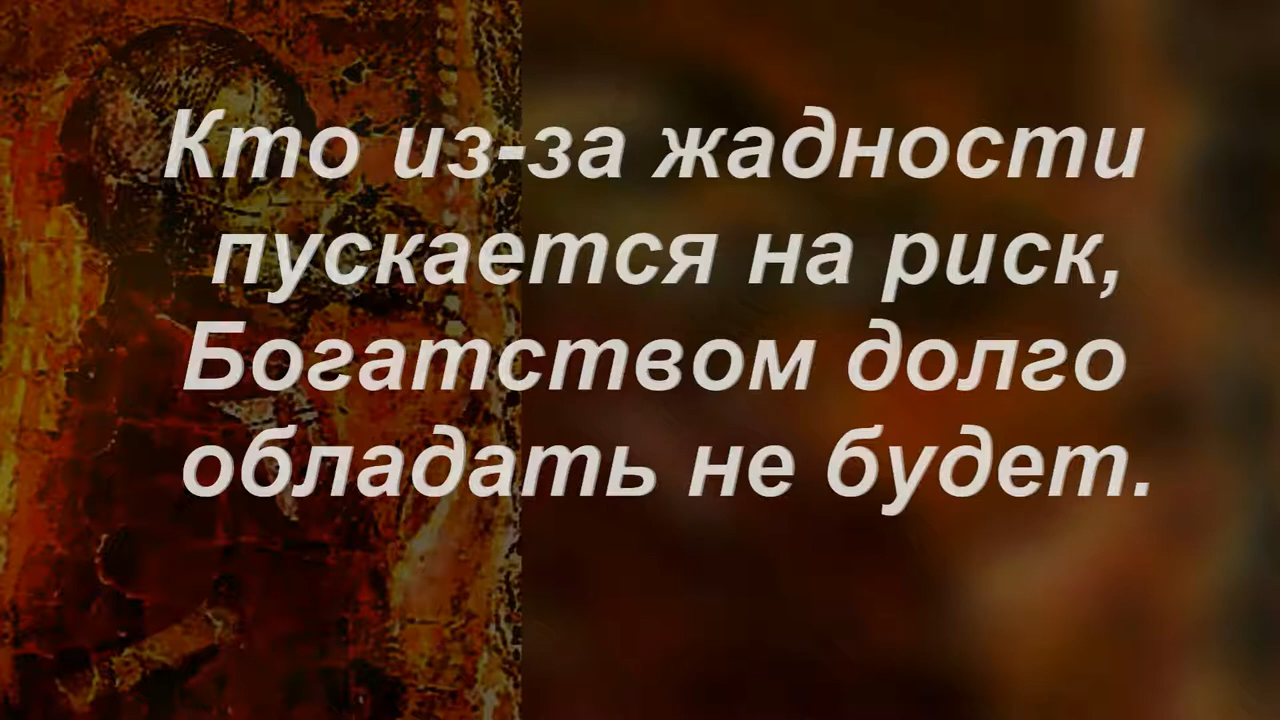 Кто из-за жадности
пускается на риск,
Богатством долго
обладать не будет.